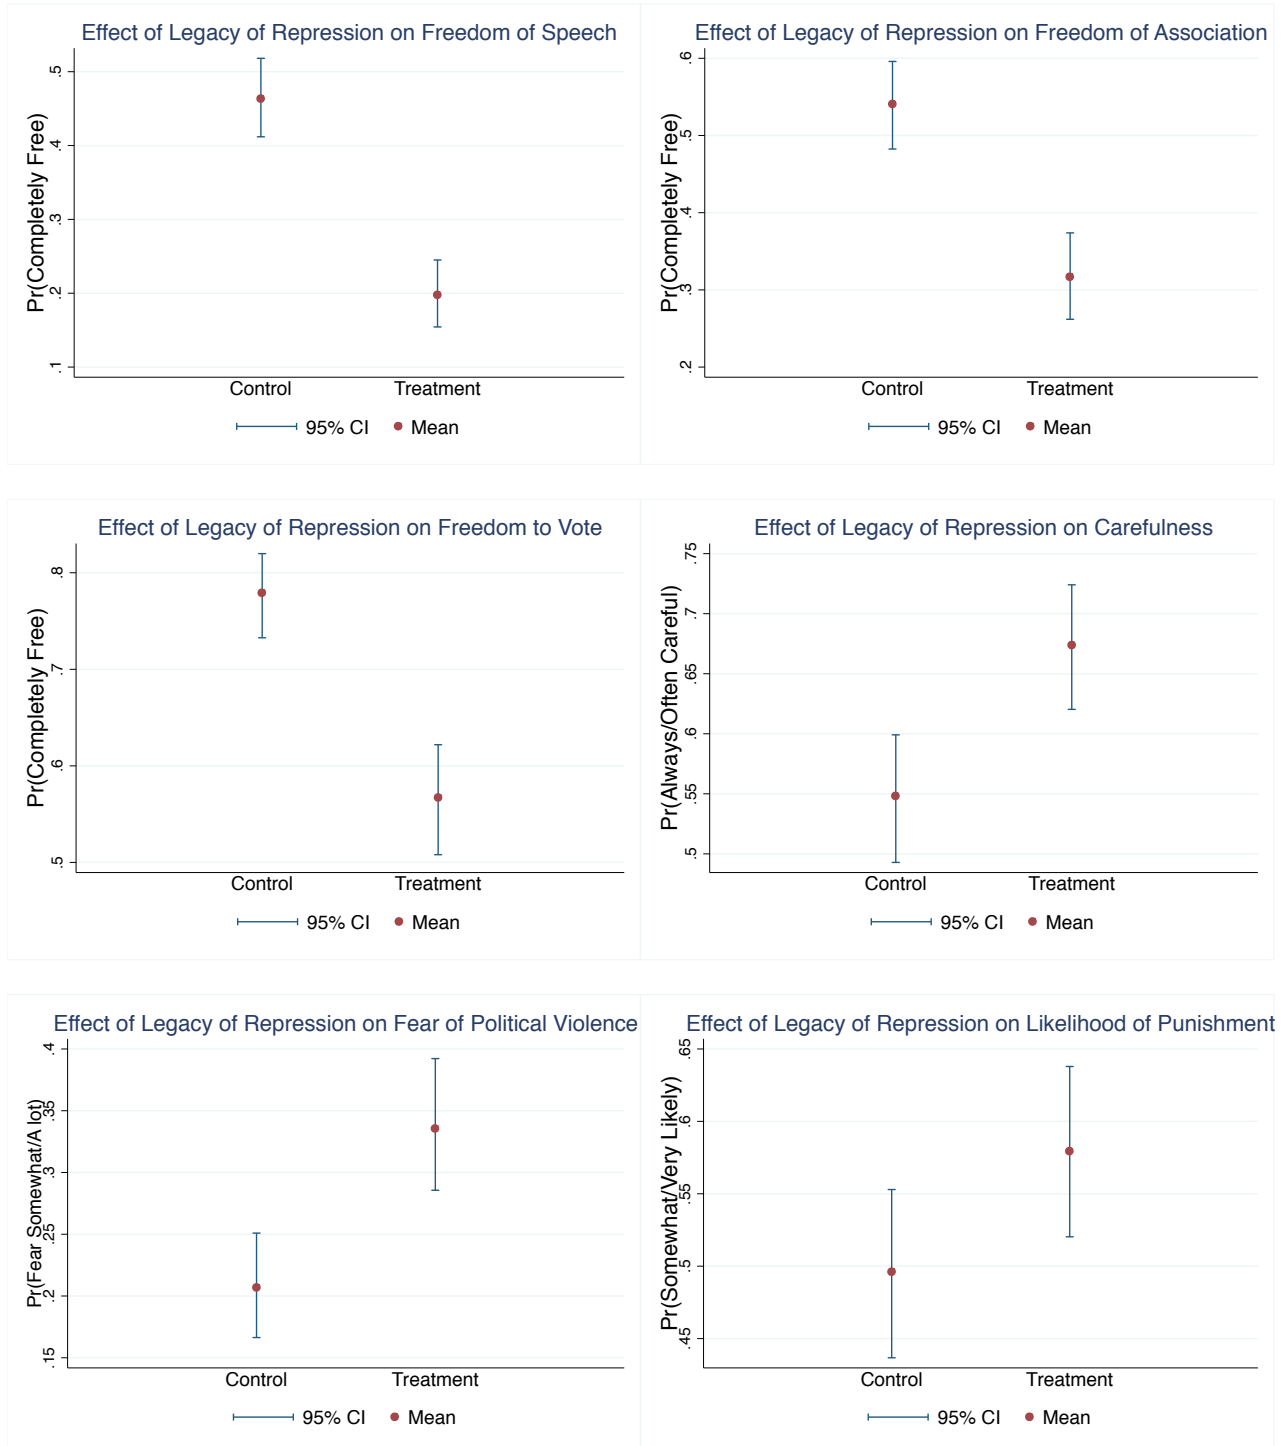 Effect of Legacy of Repression on Freedom of Speech
Pr(Completely Free)
.5
.4
.3
.2
.1
Control Treatment
95% CI Mean
Effect of Legacy of Repression on Freedom of Association
Pr(Completely Free)
.6
.5
.4
.3
.2
Control Treatment
95% CI Mean
Effect of Legacy of Repression on Freedom to Vote
Pr(Completely Free)
.8
.7
.6
.5
Control Treatment
95% CI Mean
Effect of Legacy of Repression on Carefulness
Pr(Always/Often Careful)
.75
.7
.65
.6
.55
.5
Control Treatment
95% CI Mean
Effect of Legacy of Repression on Fear of Political Violence
Pr(Fear Somewhat/A lot)
.4
.35
.3
.25
.2
.15
Control Treatment
95% CI Mean
Effect of Legacy of Repression on Likelihood of Punishment
Pr(Somewhat/Very Likely)
.65
.6
.55
.5
.45
Control Treatment
95% CI Mean